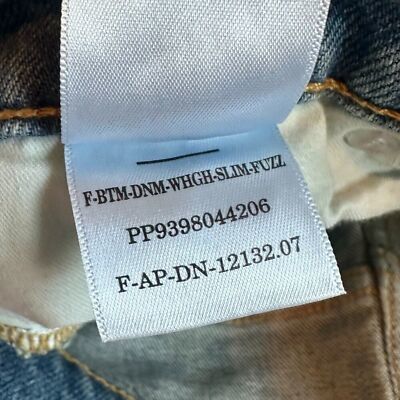 F-BTM-DNM-WHGH-SLIM-FUZZ
PP9398044206
F-AP-DN-12132.07